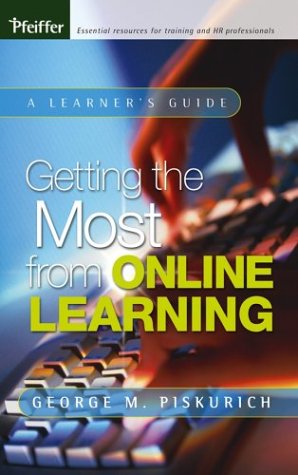 Pfeiffer
Essential resources for training and HR professionals
A LEARNER'S GUIDE
Getting the
Most
from ONLINE
LEARNING
GEORGE M. PISKURICH